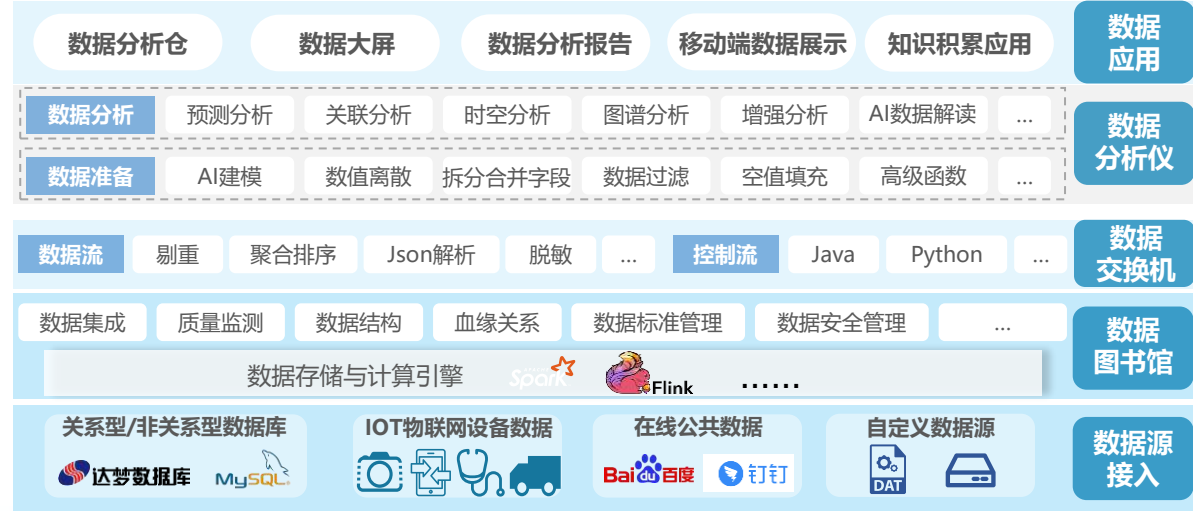 数据分析仓 数据大屏 数据分析报告 移动端数据展示 知识积累应用
数据
应用
数据分析 预测分析 关联分析 时空分析 图谱分析 增强分析 AI数据解读 ...
数据准备 AI建模 数值离散 拆分合并字段 数据过滤 空值填充 高级函数 ...
数据
分析仪
数据流 剔重 聚合排序 Json解析 脱敏 ... 控制流 Java Python ...
数据
交换机
数据集成 质量监测 数据结构 血缘关系 数据标准管理 数据安全管理 ...
数据存储与计算引擎 APACHE Spark Flink ......
数据
图书馆
关系型/非关系型数据库 IOT物联网设备数据 在线公共数据 自定义数据源
达梦数据库 MySQL Bai du 百度 钉钉 DAT
数据源
接入